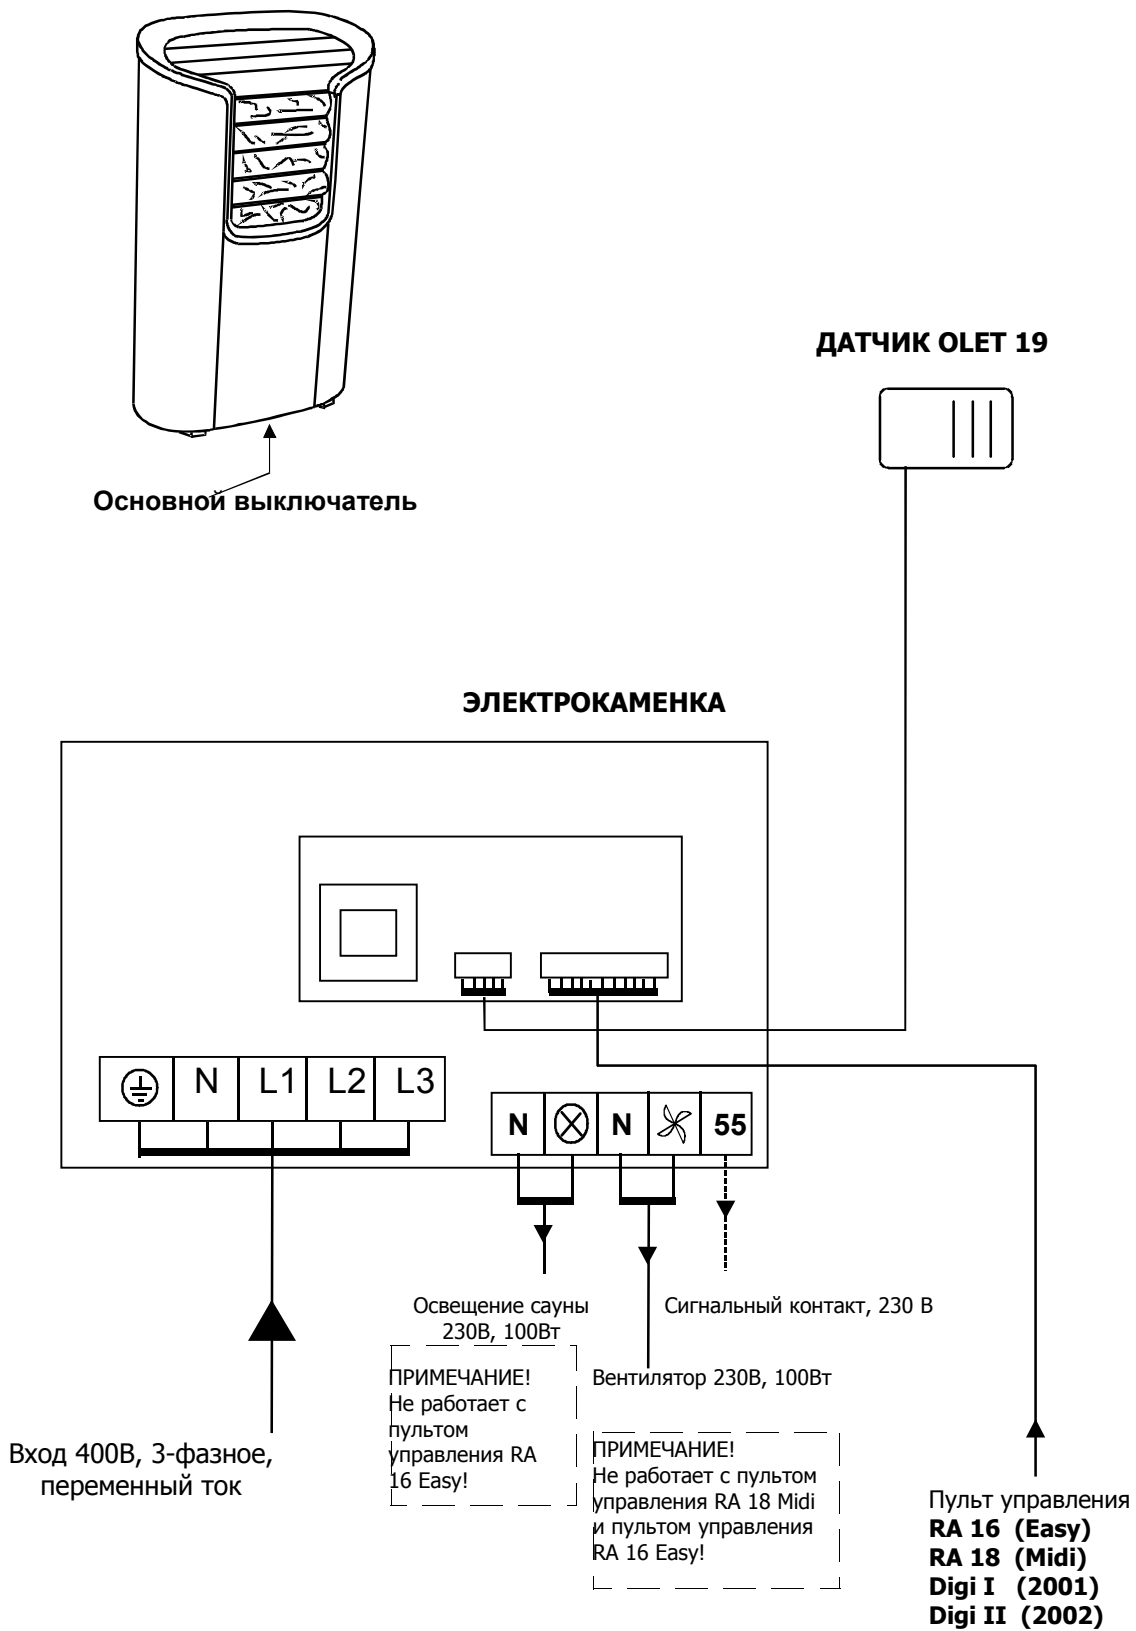 Основной выключатель
ДАТЧИК OLET 19
ЭЛЕКТРОКАМЕНКА
N L1 L2 L3
N N 55
Освещение сауны
230В, 100Вт
Сигнальный контакт, 230 В
ПРИМЕЧАНИЕ!
Не работает с
пультом
управления RA
16 Easy!
Вентилятор 230В, 100Вт
ПРИМЕЧАНИЕ!
Не работает с пультом
управления RA 18 Midi
и пультом управления
RA 16 Easy!
Вход 400В, 3-фазное,
переменный ток
Пульт управления
RA 16 (Easy)
RA 18 (Midi)
Digi I (2001)
Digi II (2002)